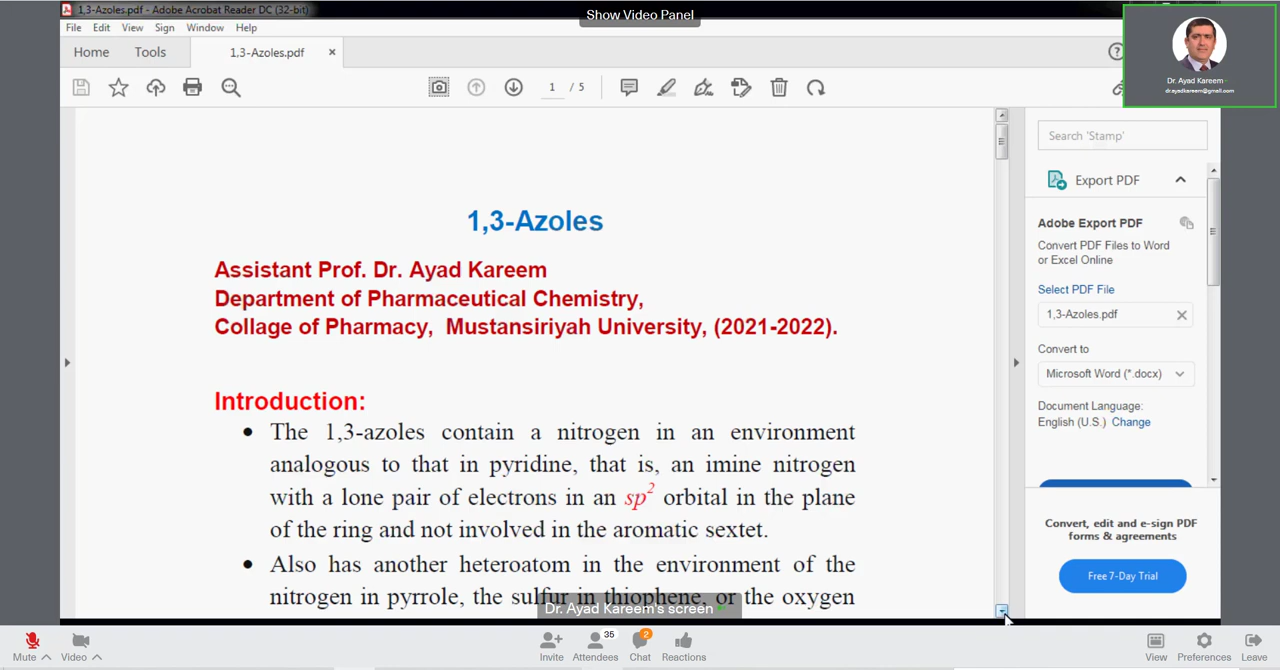 1,3-Azoles.pdf - Adobe Acrobat Reader DC (32-bit)
Show Video Panel
File Edit View Sign Window Help
Home Tools 1,3-Azoles.pdf ×
1 / 5
Dr. Ayad Kareem
dr.ayadkareem@gmail.com
Search 'Stamp'
Export PDF
Adobe Export PDF
Convert PDF Files to Word
or Excel Online
Select PDF File
1,3-Azoles.pdf
Convert to
Microsoft Word (*.docx)
Document Language:
English (U.S.) Change
Convert, edit and e-sign PDF
forms & agreements
Free 7-Day Trial
1,3-Azoles
Assistant Prof. Dr. Ayad Kareem
Department of Pharmaceutical Chemistry,
Collage of Pharmacy, Mustansiriyah University, (2021-2022).
Introduction:
• The 1,3-azoles contain a nitrogen in an environment
analogous to that in pyridine, that is, an imine nitrogen
with a lone pair of electrons in an sp² orbital in the plane
of the ring and not involved in the aromatic sextet.
• Also has another heteroatom in the environment of the
nitrogen in pyrrole, the sulfur in thiophene, or the oxygen
Dr. Ayad Kareem's screen
Mute Video Invite Attendees 35 Chat 2 Reactions View Preferences Leave